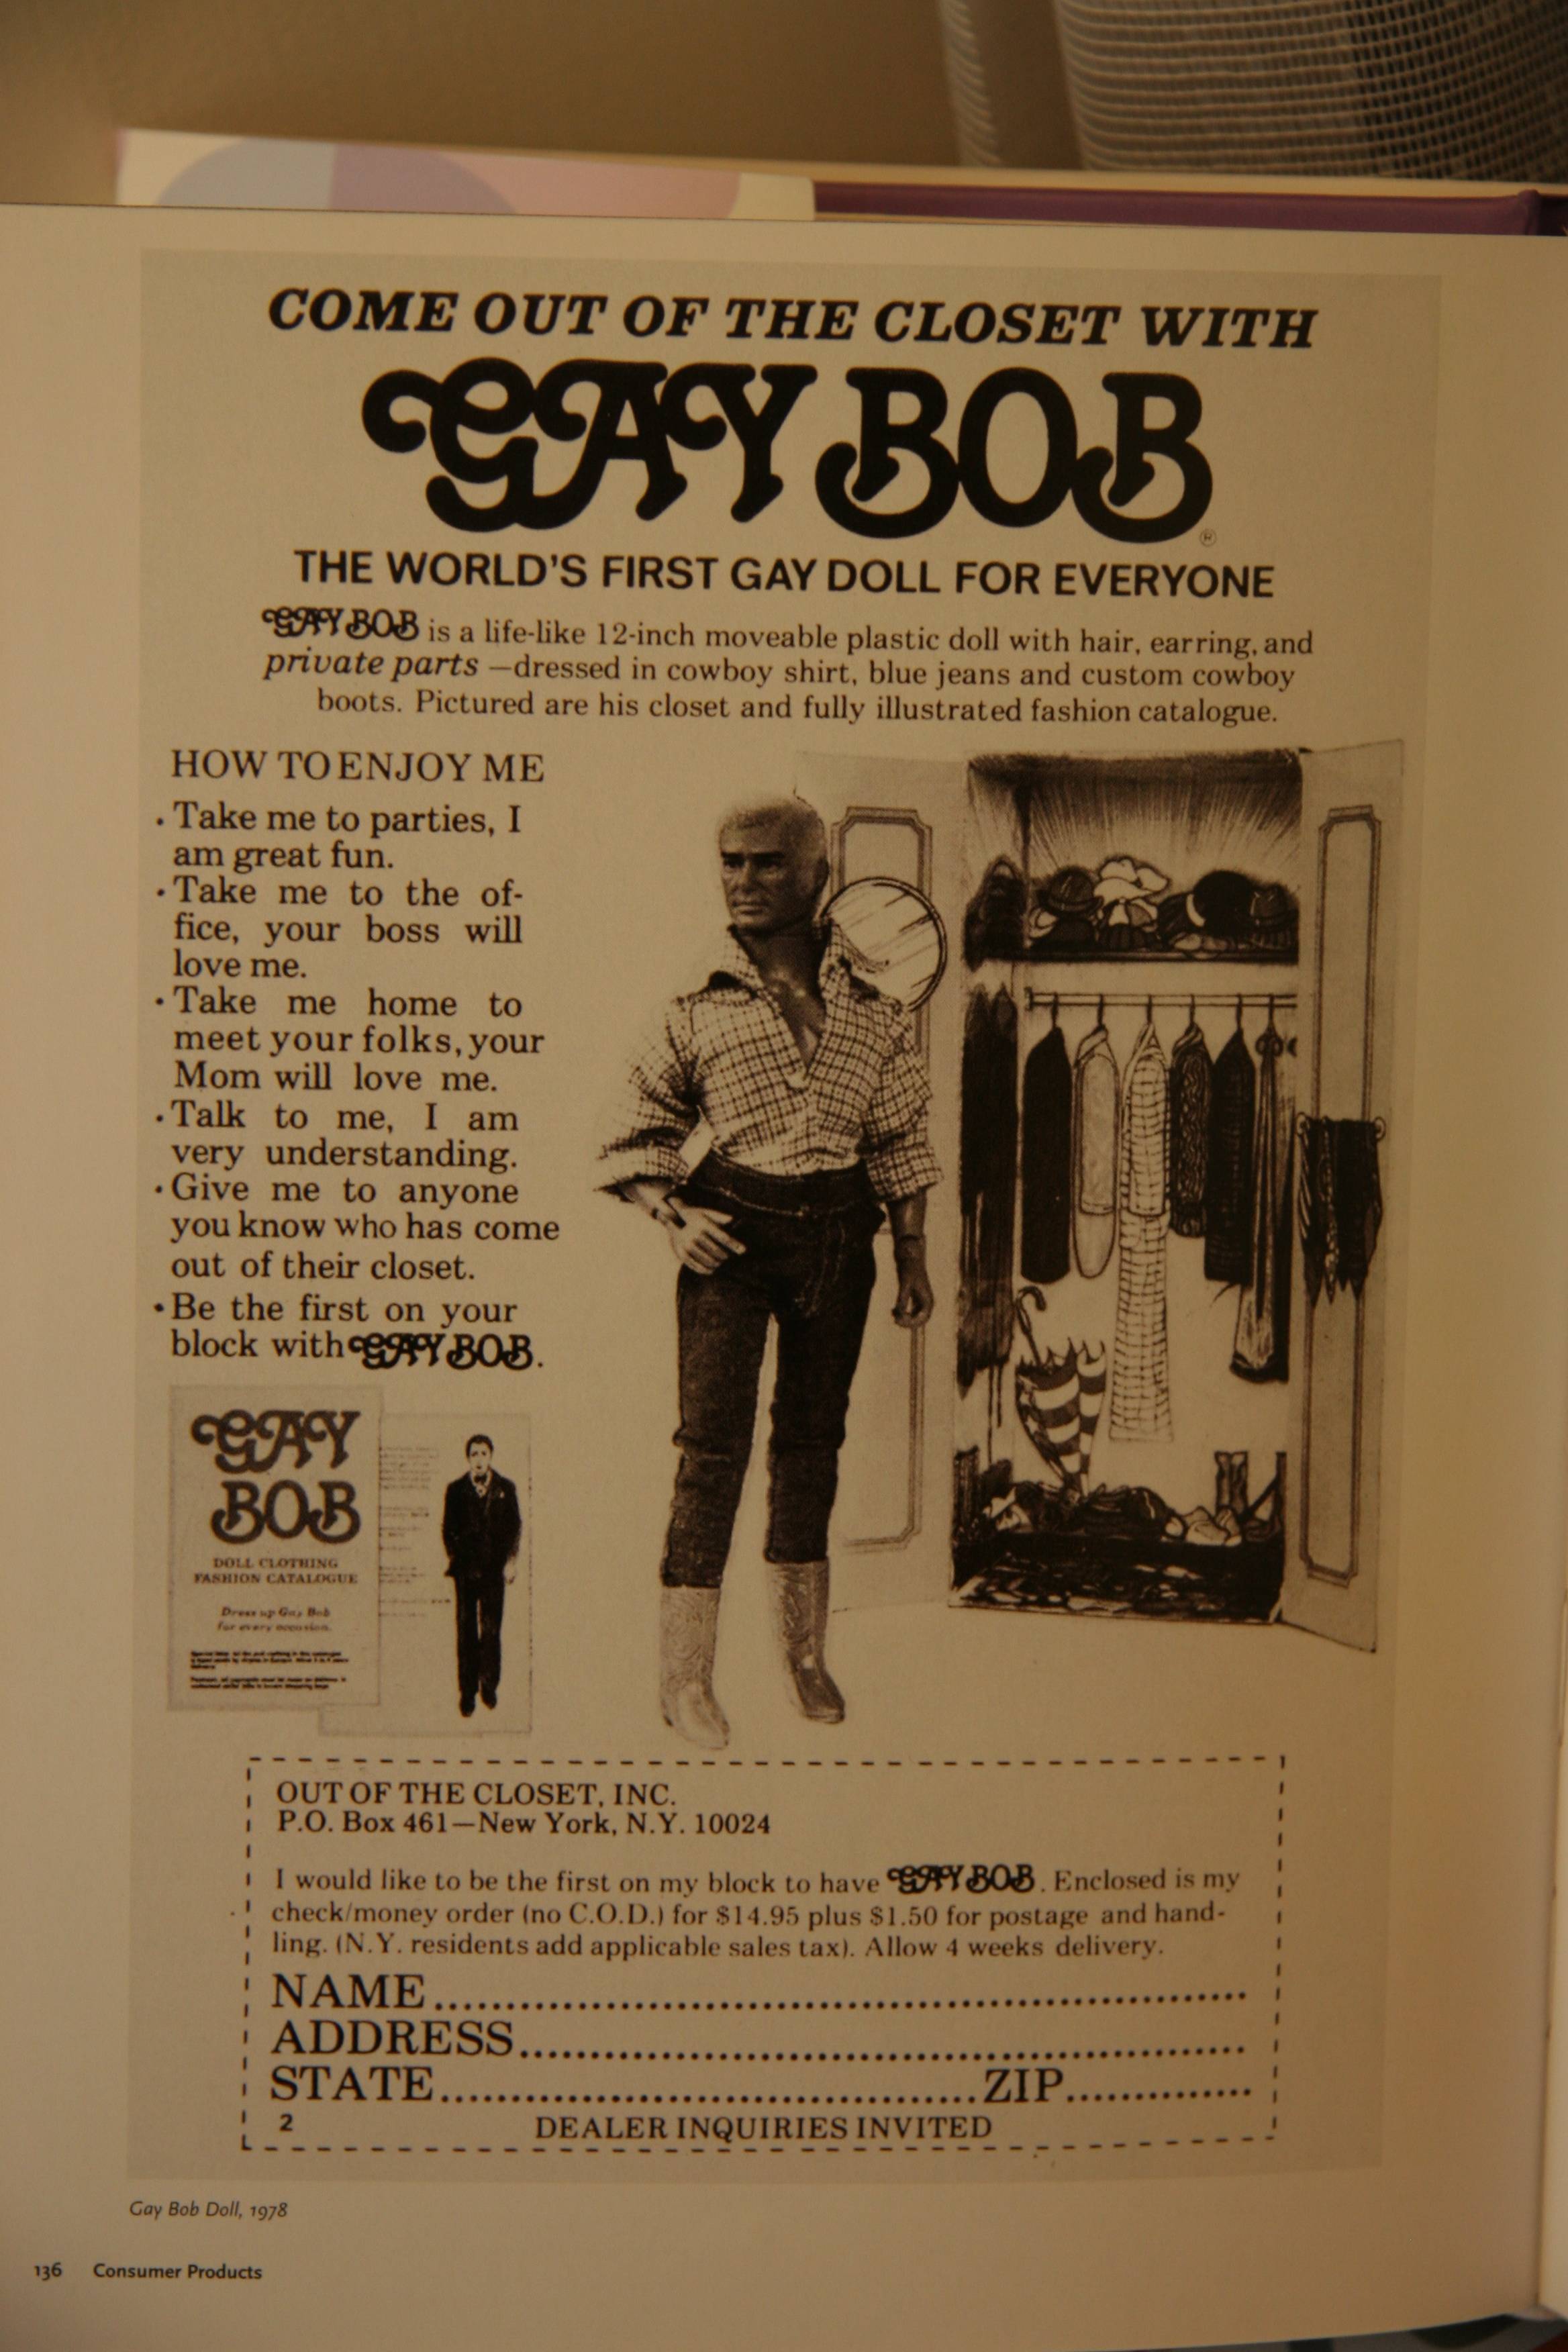 COME OUT OF THE CLOSET WITH
GAY BOB
®
THE WORLD'S FIRST GAY DOLL FOR EVERYONE
GAY BOB is a life-like 12-inch moveable plastic doll with hair, earring, and
private parts —dressed in cowboy shirt, blue jeans and custom cowboy
boots. Pictured are his closet and fully illustrated fashion catalogue.
HOW TO ENJOY ME
· Take me to parties, I
am great fun.
· Take me to the of-
fice, your boss will
love me.
· Take me home to
meet your folks, your
Mom will love me.
· Talk to me, I am
very understanding.
· Give me to anyone
you know who has come
out of their closet.
· Be the first on your
block with GAY BOB.
GAY
BOB
DOLL CLOTHING
FASHION CATALOGUE
Dress up Gay Bob
for every occasion.
OUT OF THE CLOSET, INC.
P.O. Box 461—New York, N.Y. 10024
I would like to be the first on my block to have GAY BOB. Enclosed is my
check/money order (no C.O.D.) for $14.95 plus $1.50 for postage and hand-
ling. (N.Y. residents add applicable sales tax). Allow 4 weeks delivery.
NAME
ADDRESS
STATE ZIP
2 DEALER INQUIRIES INVITED
Gay Bob Doll, 1978
136 Consumer Products